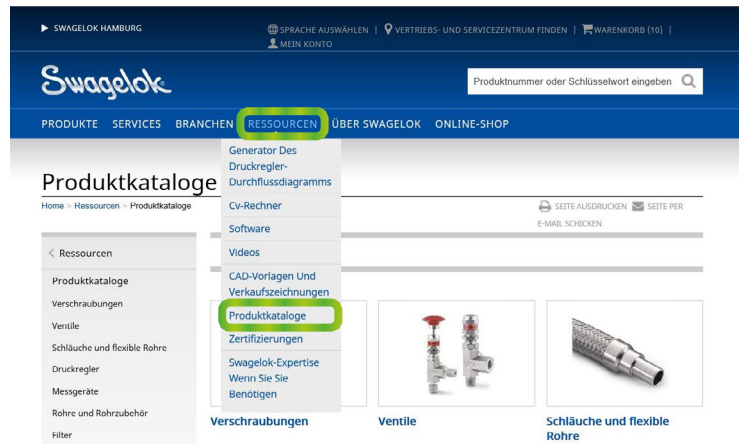 SWAGELOK HAMBURG
SPRACHE AUSWÄHLEN | VERTRIEBS- UND SERVICEZENTRUM FINDEN | WARENKORB (10) |
MEIN KONTO
Swagelok
Produktnummer oder Schlüsselwort eingeben
PRODUKTE SERVICES BRANCHEN RESSOURCEN ÜBER SWAGELOK ONLINE-SHOP
Generator Des
Druckregler-
Durchflussdiagramms
Cv-Rechner
Software
Videos
CAD-Vorlagen Und
Verkaufszeichnungen
Produktkataloge
Zertifizierungen
Swagelok-Expertise
Wenn Sie Sie
Benötigen
Produktkataloge
Home > Ressourcen > Produktkataloge
SEITE AUSDRUCKEN SEITE PER
E-MAIL SCHICKEN
< Ressourcen
Produktkataloge
Verschraubungen
Ventile
Schläuche und flexible Rohre
Druckregler
Messgeräte
Rohre und Rohrzubehör
Filter
Verschraubungen
Ventile
Schläuche und flexible
Rohre